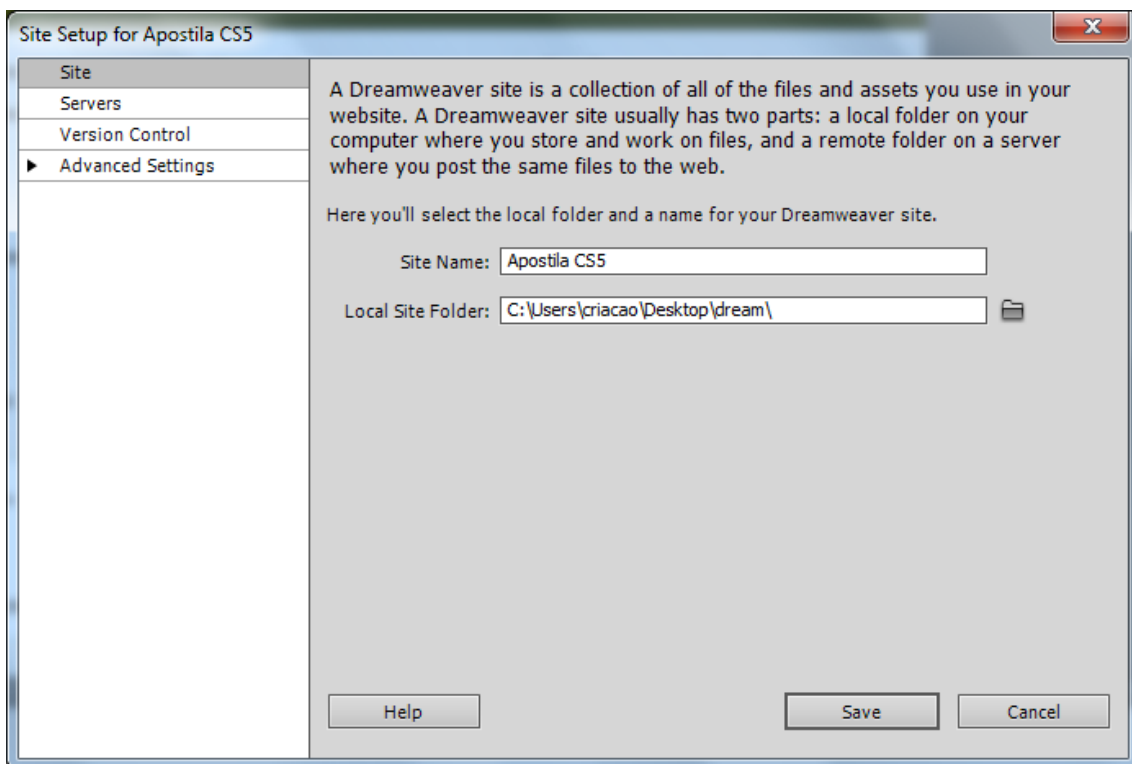 Site Setup for Apostila CS5
Site
Servers
Version Control
Advanced Settings
A Dreamweaver site is a collection of all of the files and assets you use in your
website. A Dreamweaver site usually has two parts: a local folder on your
computer where you store and work on files, and a remote folder on a server
where you post the same files to the web.
Here you'll select the local folder and a name for your Dreamweaver site.
Site Name: Apostila CS5
Local Site Folder: C:\Users\criacao\Desktop\dream\
Help Save Cancel